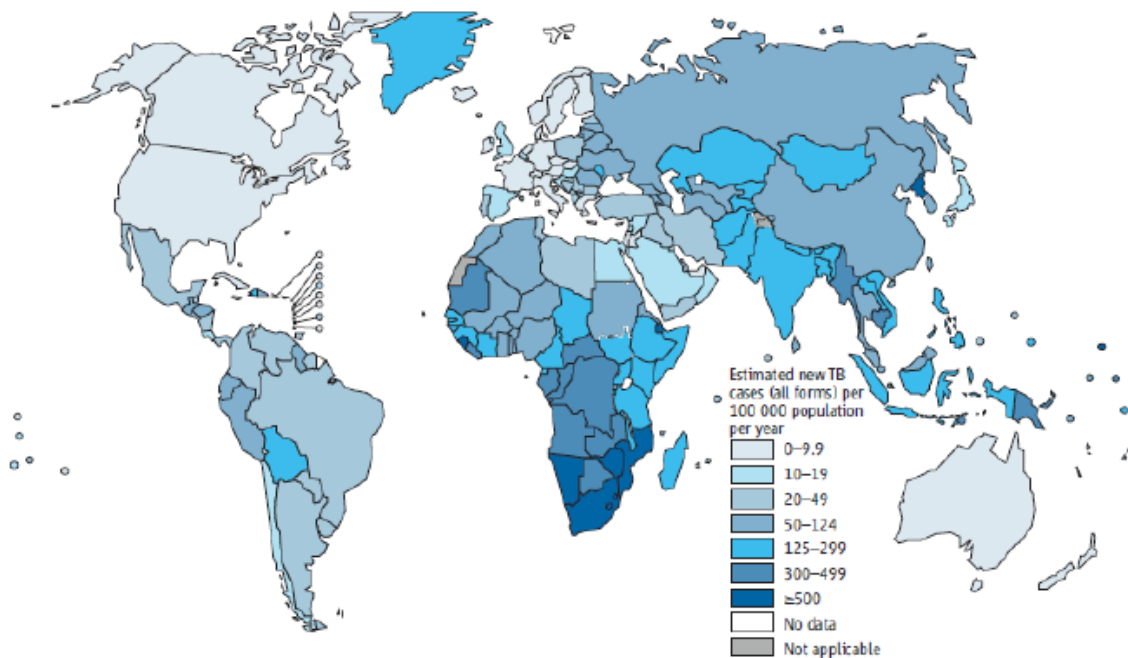 Estimated new TB
cases (all forms) per
100 000 population
per year
0–9.9
10–19
20–49
50–124
125–299
300–499
≥500
No data
Not applicable